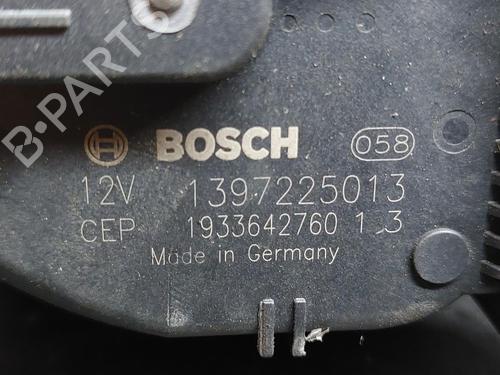 B-PARTS
BOSCH 058
12V 1397225013
CEP 1933642760 1 3
Made in Germany